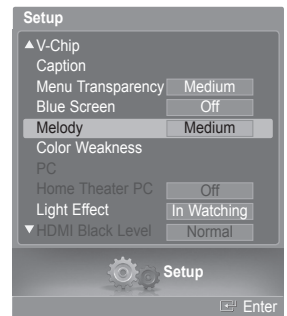 Setup
▲V-Chip
Caption
Menu Transparency Medium
Blue Screen Off
Melody Medium
Color Weakness
PC
Home Theater PC Off
Light Effect In Watching
▼HDMI Black Level Normal
Setup
Enter